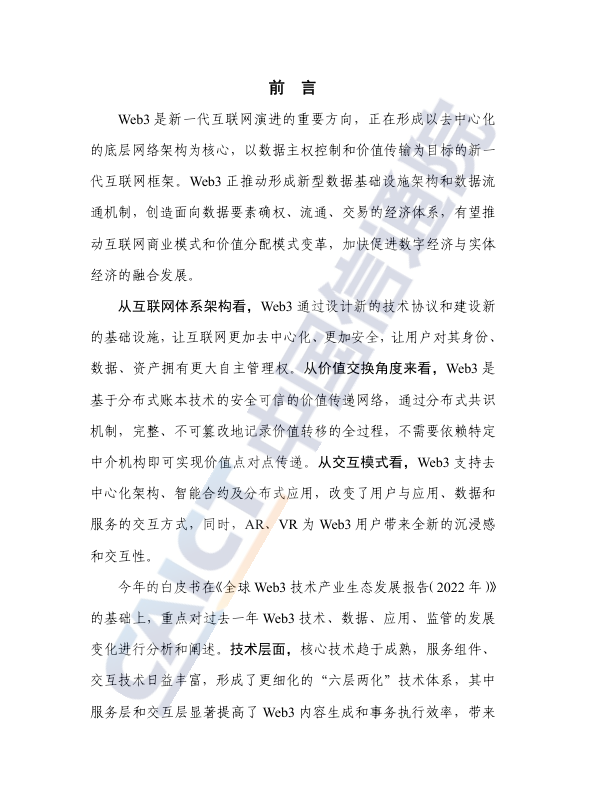 前 言
Web3 是新一代互联网演进的重要方向，正在形成以去中心化
的底层网络架构为核心，以数据主权控制和价值传输为目标的新一
代互联网框架。Web3 正推动形成新型数据基础设施架构和数据流
通机制，创造面向数据要素确权、流通、交易的经济体系，有望推
动互联网商业模式和价值分配模式变革，加快促进数字经济与实体
经济的融合发展。
从互联网体系架构看，Web3 通过设计新的技术协议和建设新
的基础设施，让互联网更加去中心化、更加安全，让用户对其身份、
数据、资产拥有更大自主管理权。从价值交换角度来看，Web3 是
基于分布式账本技术的安全可信的价值传递网络，通过分布式共识
机制，完整、不可篡改地记录价值转移的全过程，不需要依赖特定
中介机构即可实现价值点对点传递。从交互模式看，Web3 支持去
中心化架构、智能合约及分布式应用，改变了用户与应用、数据和
服务的交互方式，同时，AR、VR 为 Web3 用户带来全新的沉浸感
和交互性。
今年的白皮书在《全球 Web3 技术产业生态发展报告（2022 年）》
的基础上，重点对过去一年 Web3 技术、数据、应用、监管的发展
变化进行分析和阐述。技术层面，核心技术趋于成熟，服务组件、
交互技术日益丰富，形成了更细化的“六层两化”技术体系，其中
服务层和交互层显著提高了 Web3 内容生成和事务执行效率，带来
CAICT 中国信通院